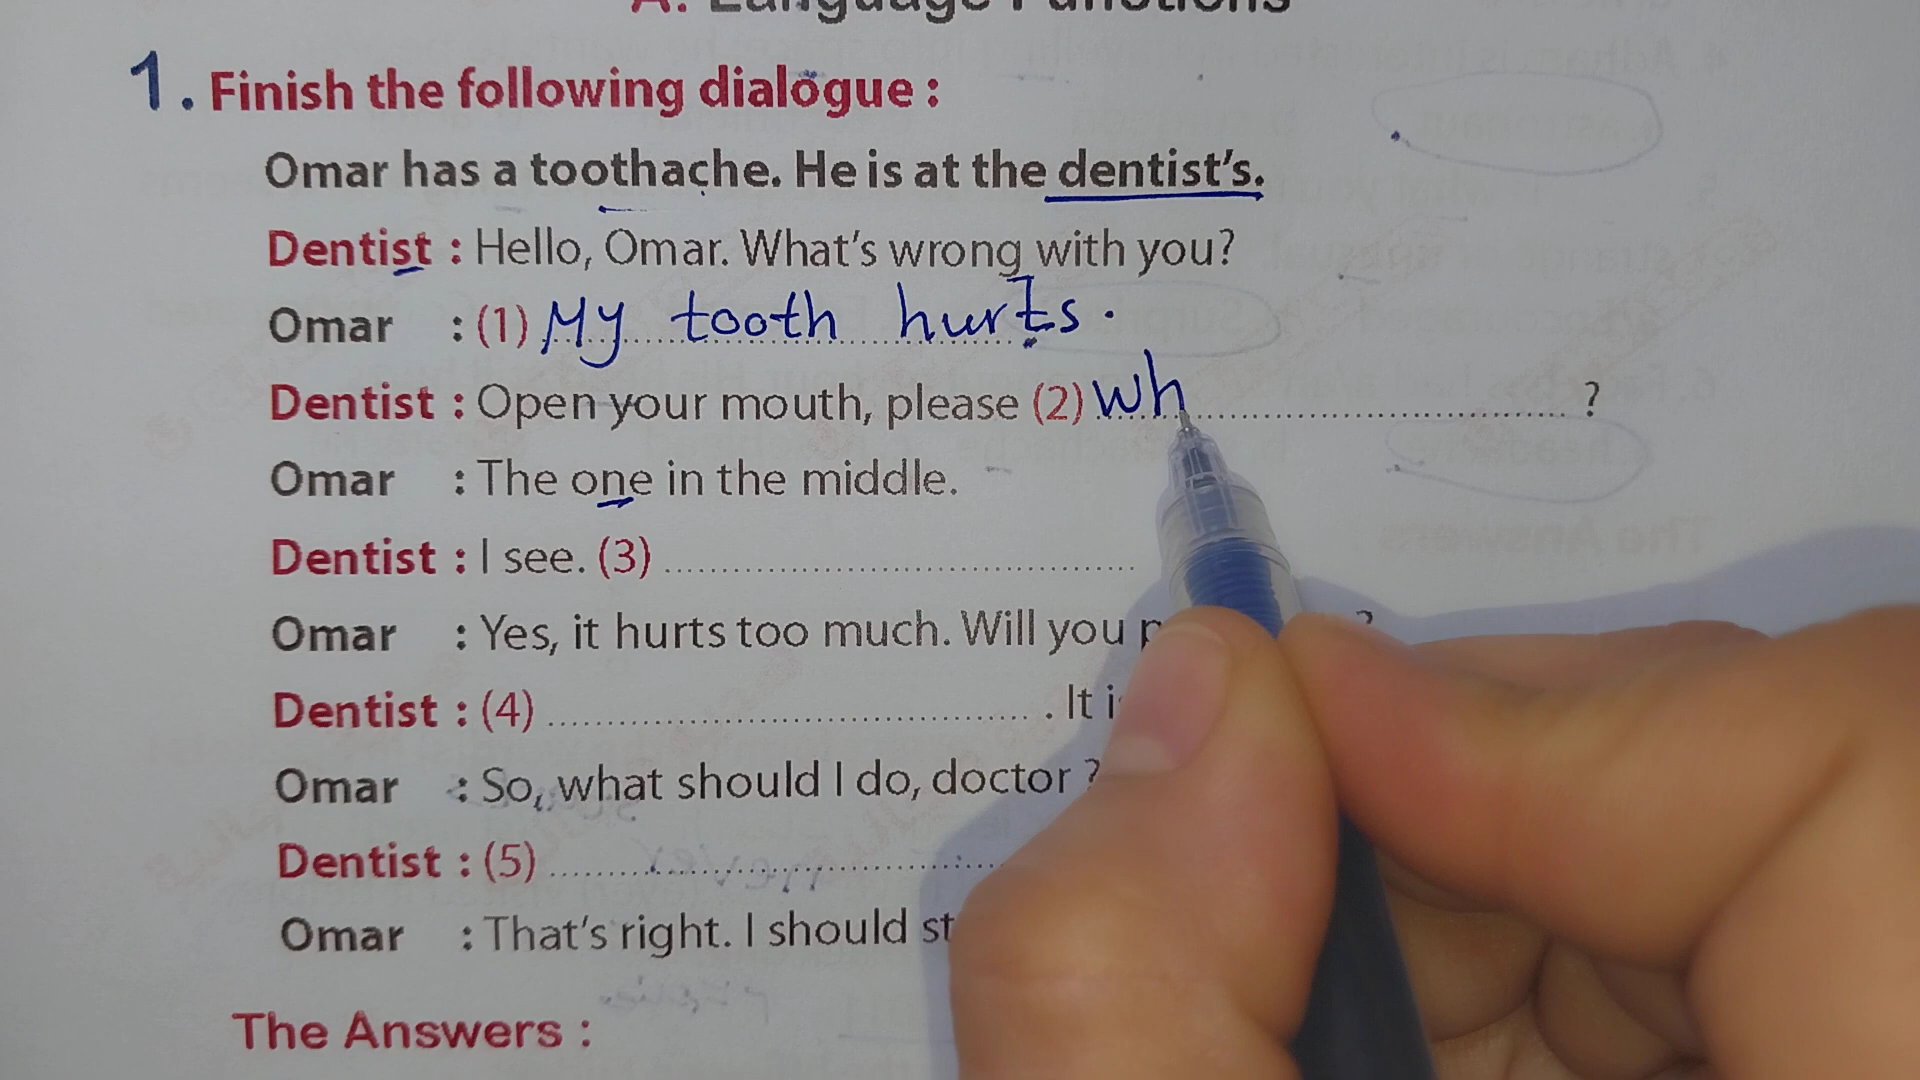 A. Language Functions
1. Finish the following dialogue :
Omar has a toothache. He is at the dentist's.
Dentist : Hello, Omar. What's wrong with you?
Omar : (1) My tooth hurts.
Dentist : Open your mouth, please (2) wh ?
Omar : The one in the middle.
Dentist : I see. (3)
Omar : Yes, it hurts too much. Will you ?
Dentist : (4) . It
Omar : So, what should I do, doctor ?
Dentist : (5)
Omar : That's right. I should
The Answers :